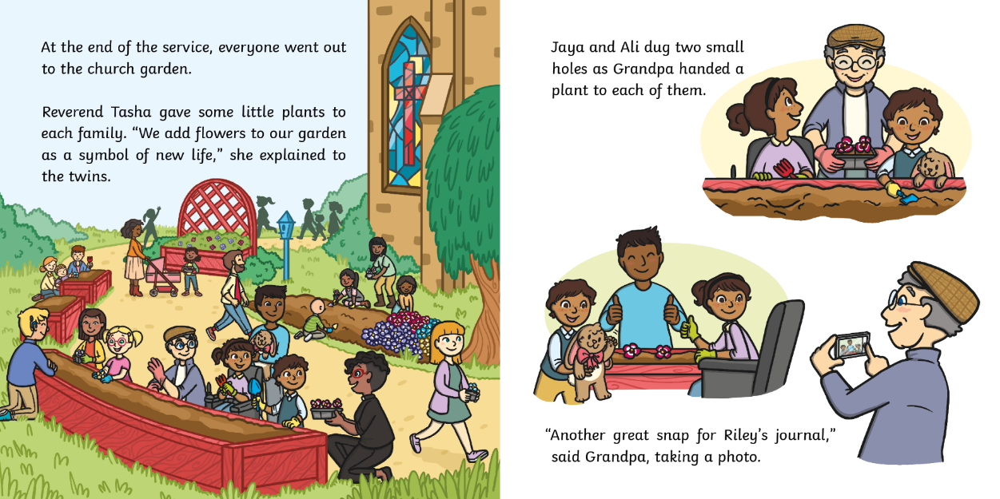 At the end of the service, everyone went out
to the church garden.
Reverend Tasha gave some little plants to
each family. “We add flowers to our garden
as a symbol of new life,” she explained to
the twins.
Jaya and Ali dug two small
holes as Grandpa handed a
plant to each of them.
“Another great snap for Riley’s journal,”
said Grandpa, taking a photo.